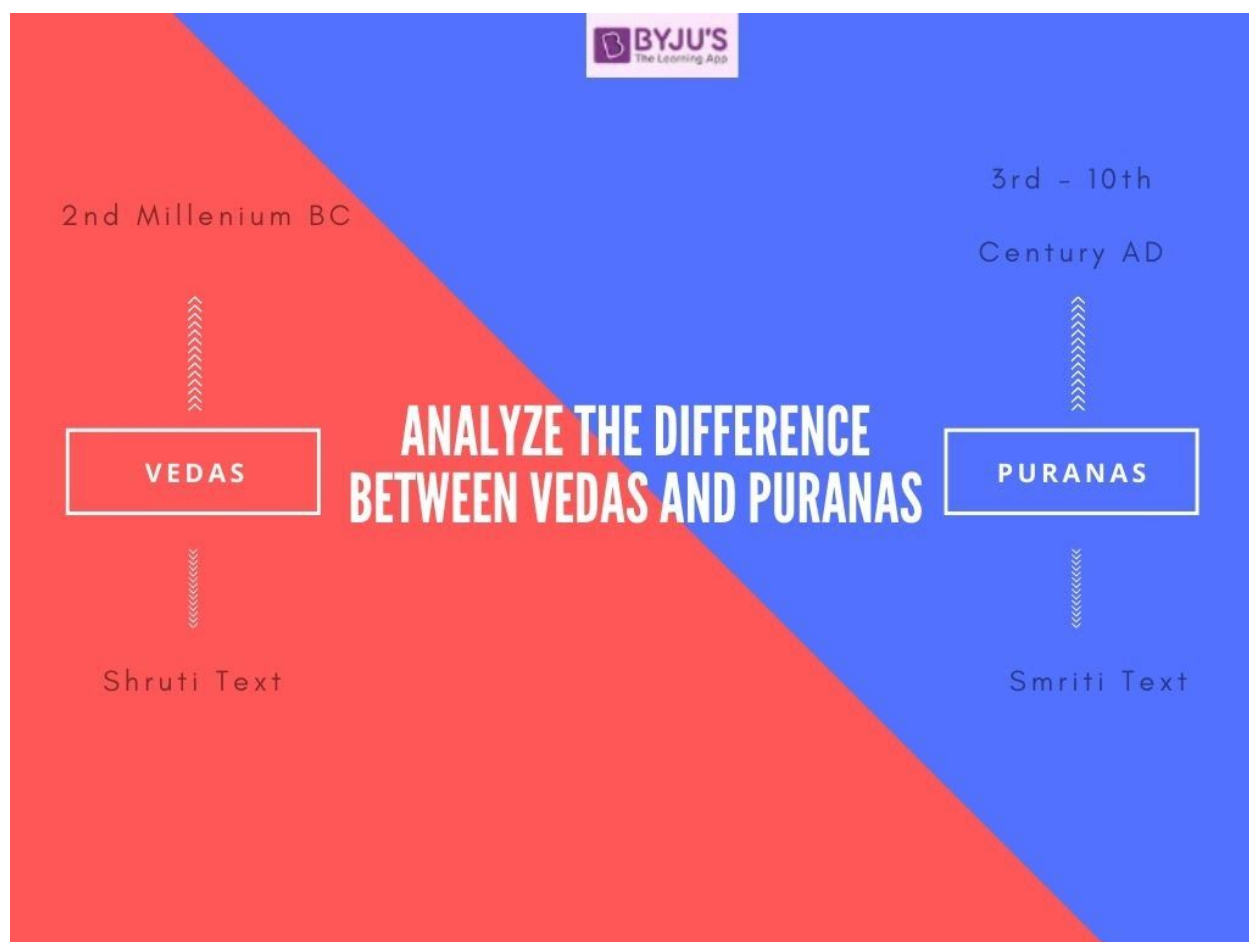 BYJU'S
The Learning App
2nd Millenium BC
3rd - 10th
Century AD
VEDAS
ANALYZE THE DIFFERENCE
BETWEEN VEDAS AND PURANAS
PURANAS
Shruti Text
Smriti Text